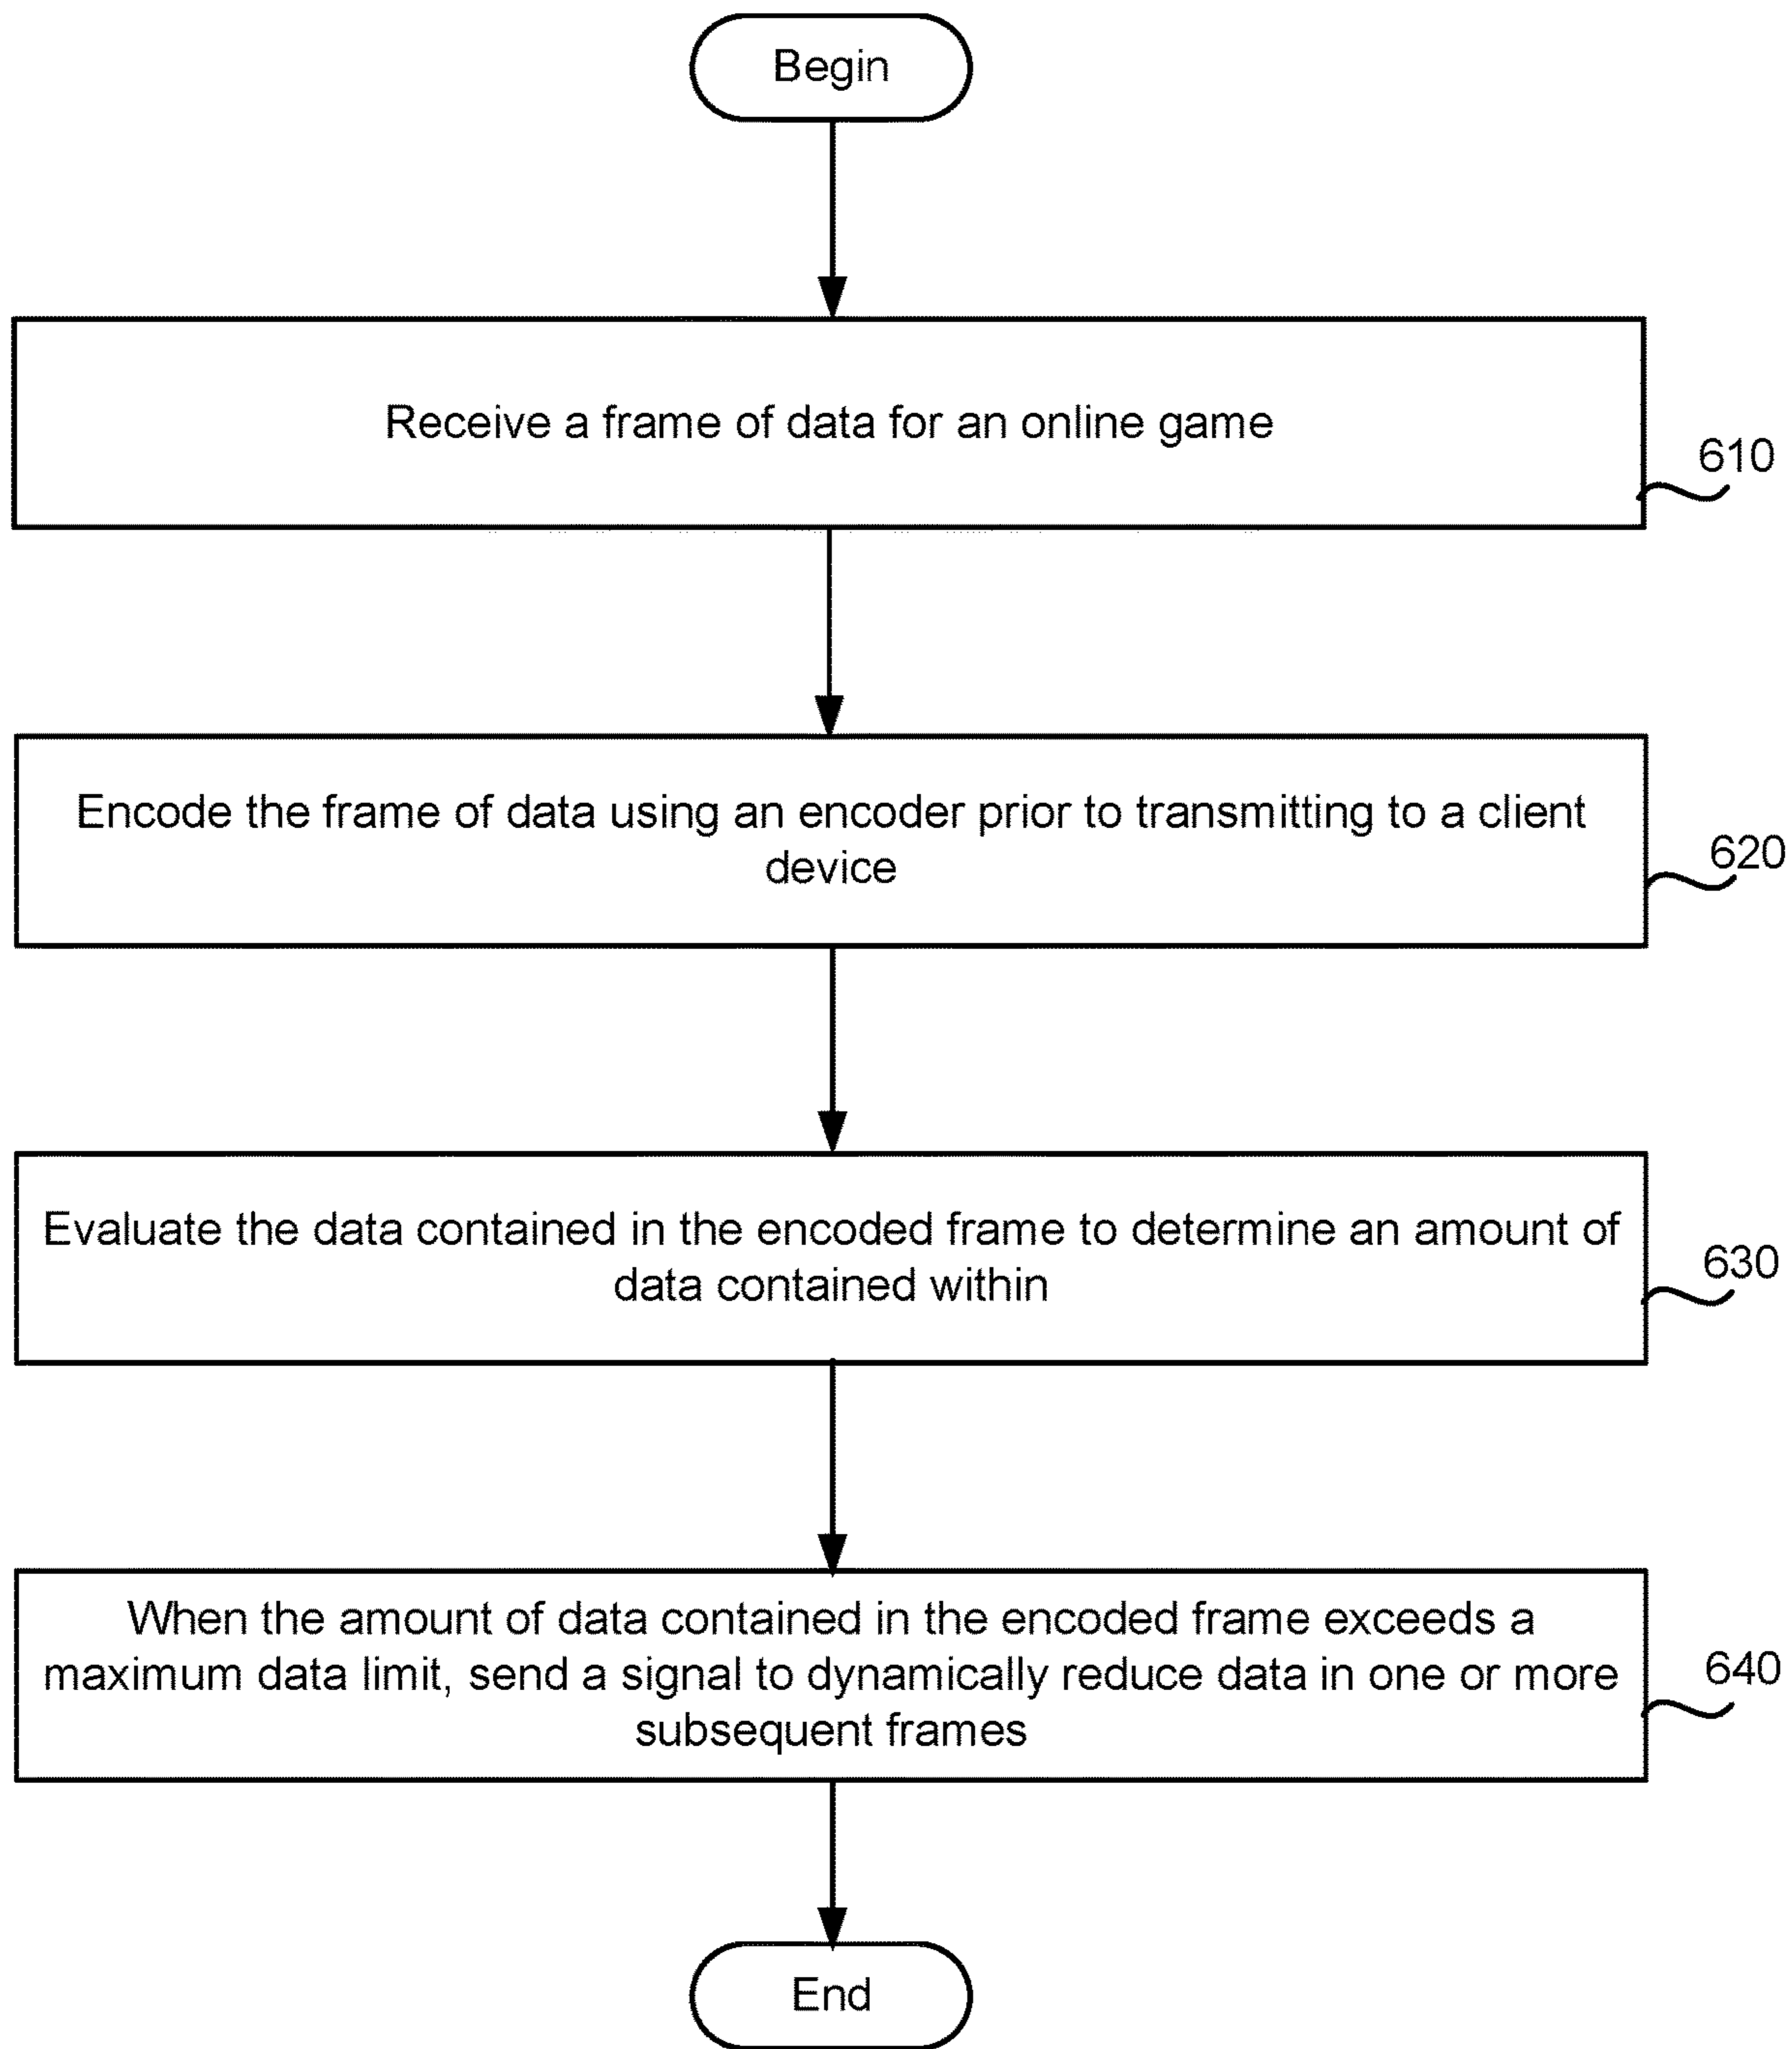 Begin
Receive a frame of data for an online game
610
Encode the frame of data using an encoder prior to transmitting to a client
device
620
Evaluate the data contained in the encoded frame to determine an amount of
data contained within
630
When the amount of data contained in the encoded frame exceeds a
maximum data limit, send a signal to dynamically reduce data in one or more
subsequent frames
640
End